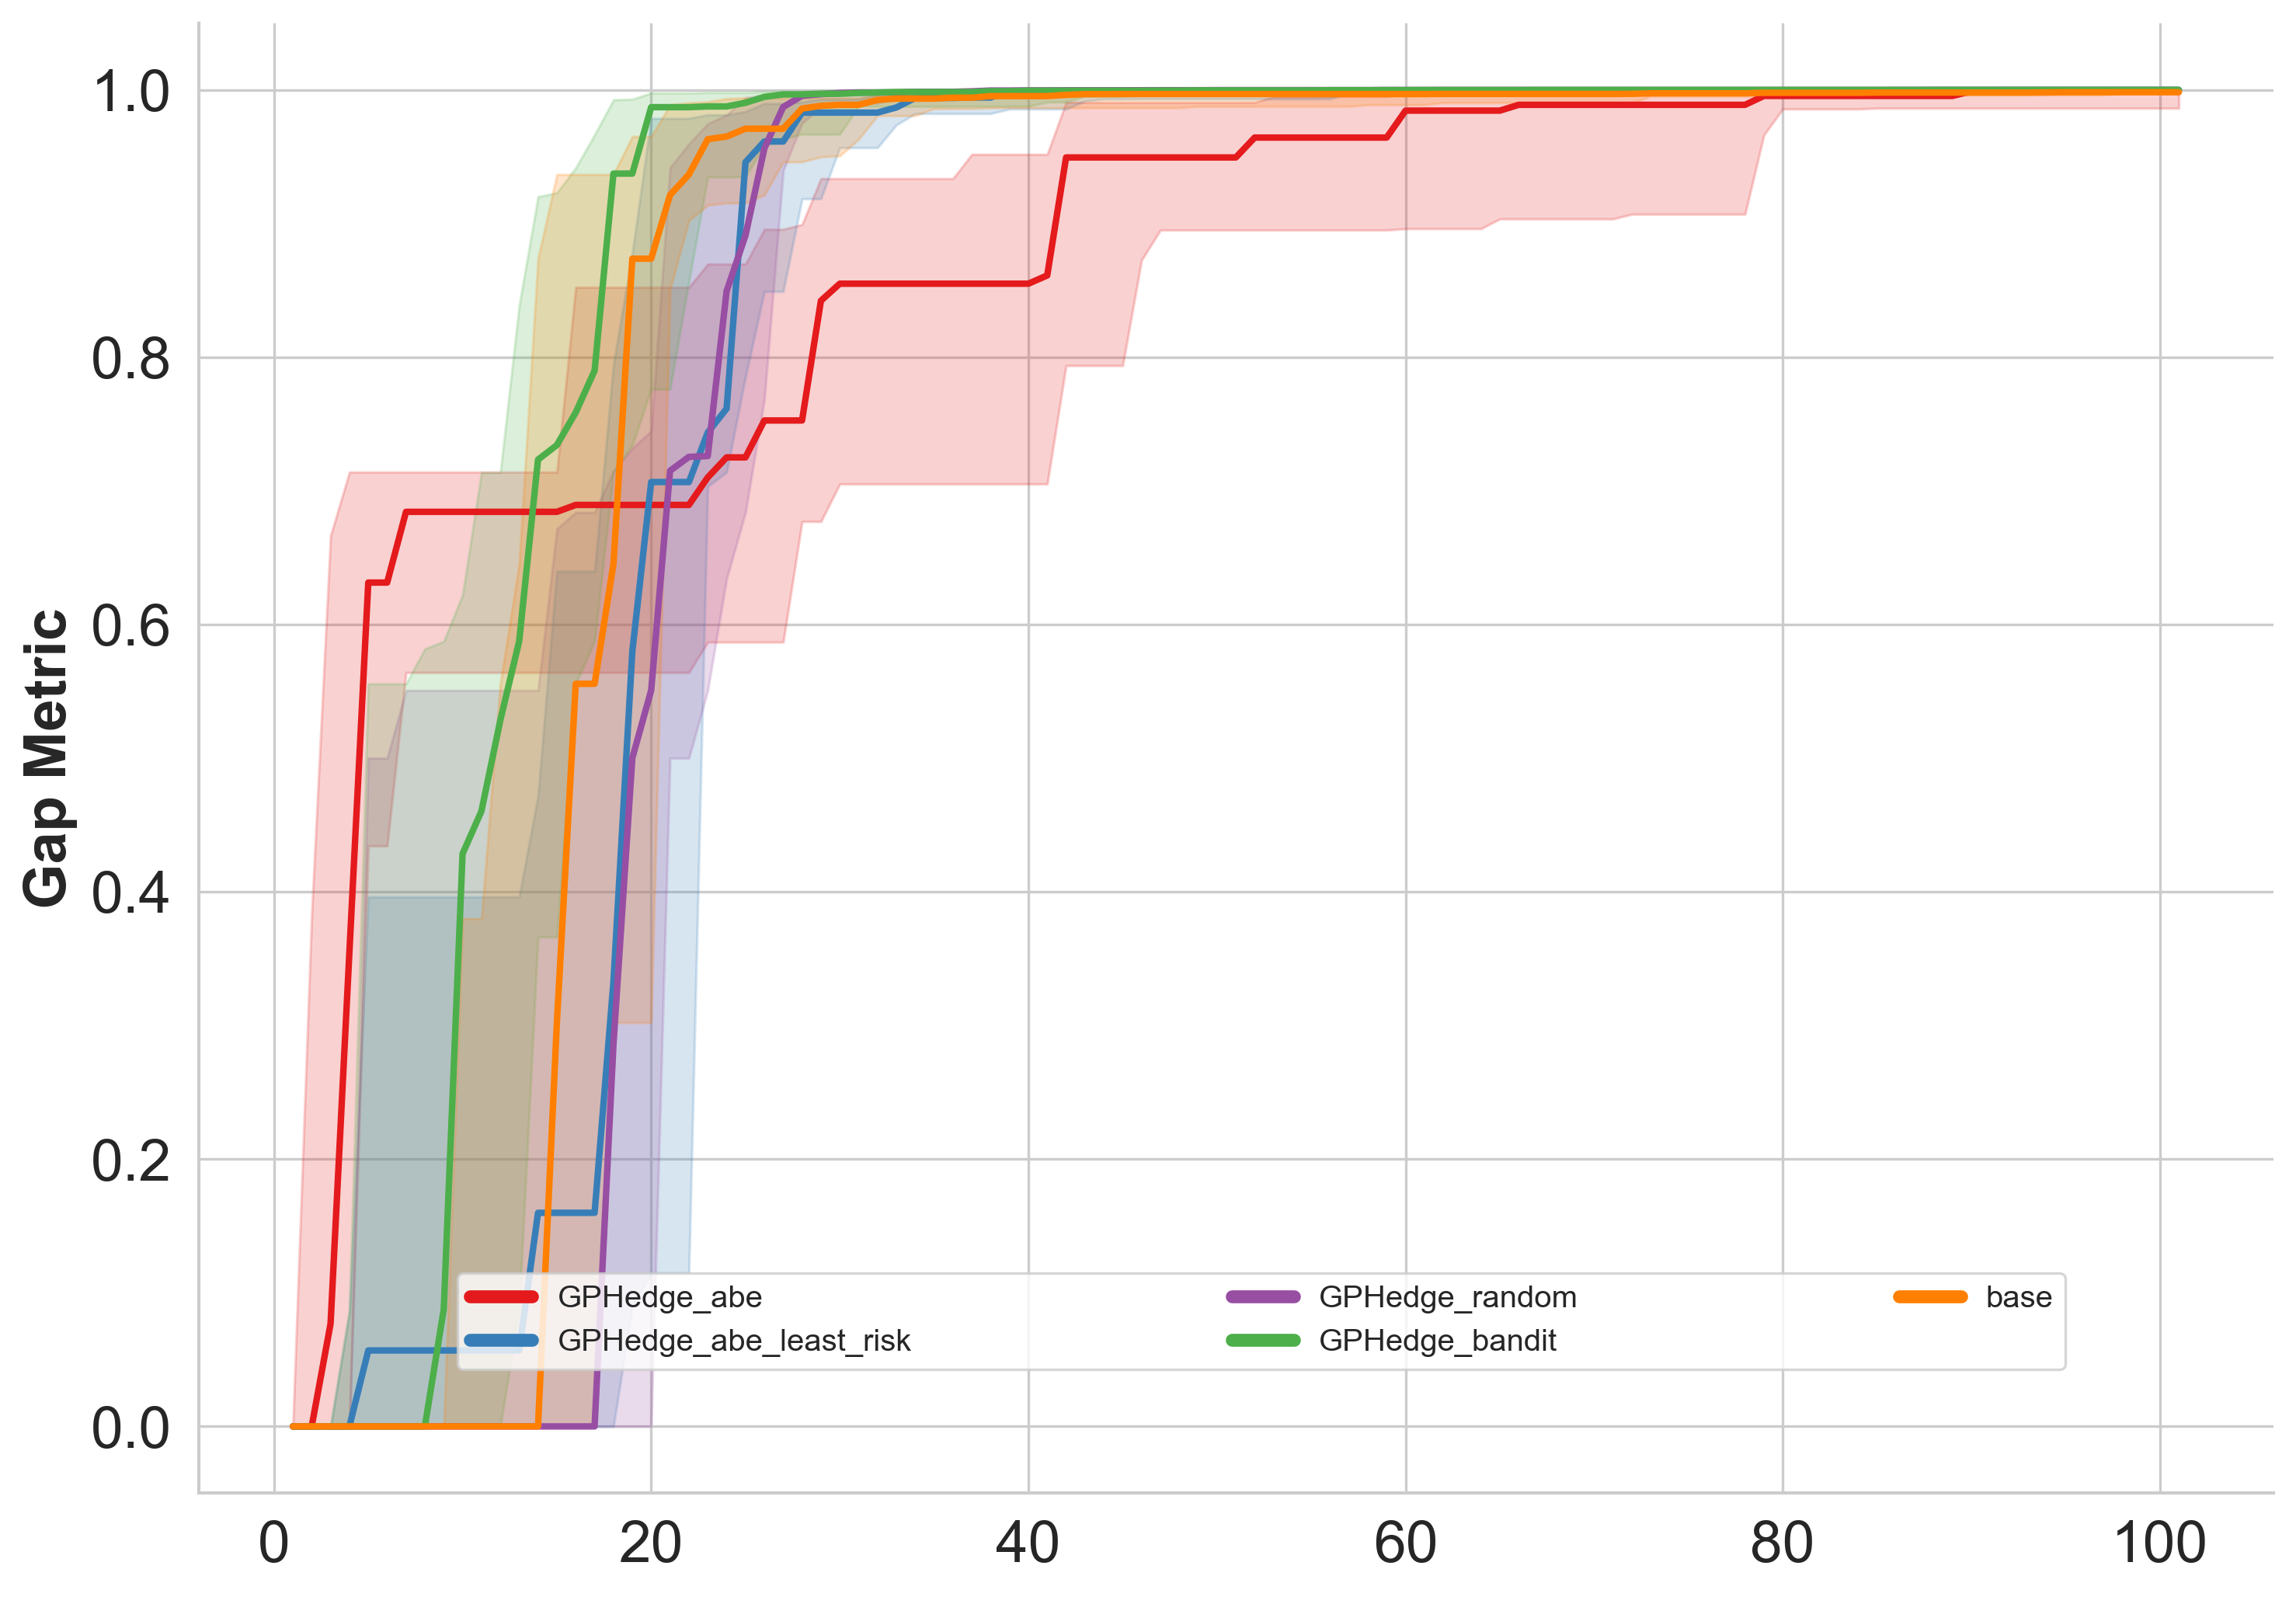 Gap Metric
1.0
0.8
0.6
0.4
0.2
0.0
GPHedge_abe
GPHedge_abe_least_risk
GPHedge_random
GPHedge_bandit
base
0 20 40 60 80 100